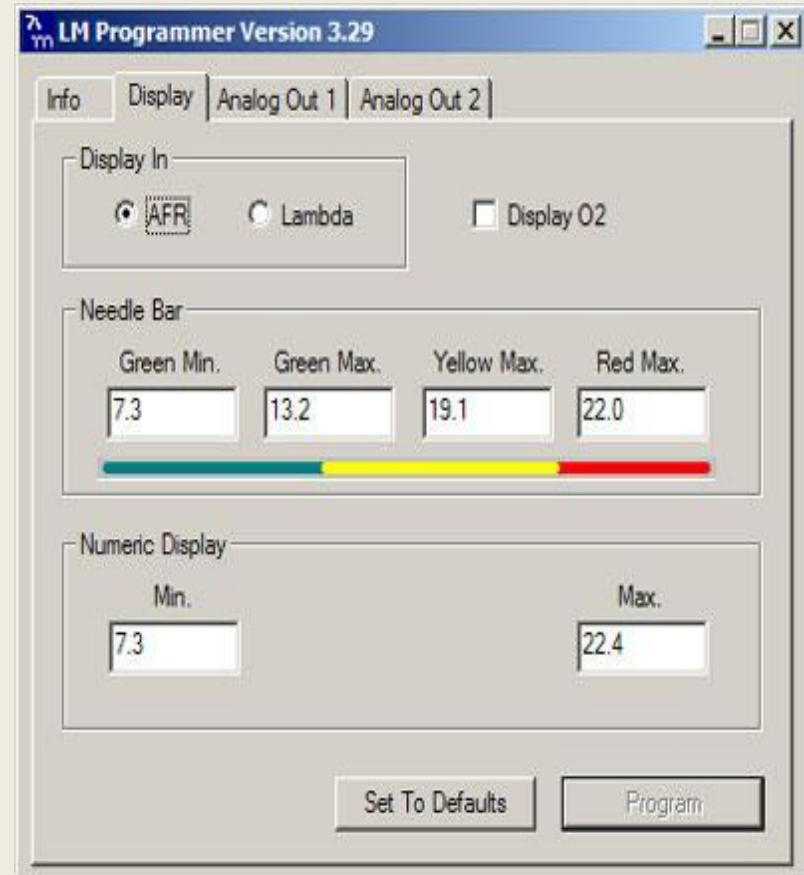 λm LM Programmer Version 3.29
Info Display Analog Out 1 Analog Out 2
Display In
AFR Lambda Display O2
Needle Bar
Green Min. Green Max. Yellow Max. Red Max.
7.3 13.2 19.1 22.0
Numeric Display
Min. Max.
7.3 22.4
Set To Defaults Program